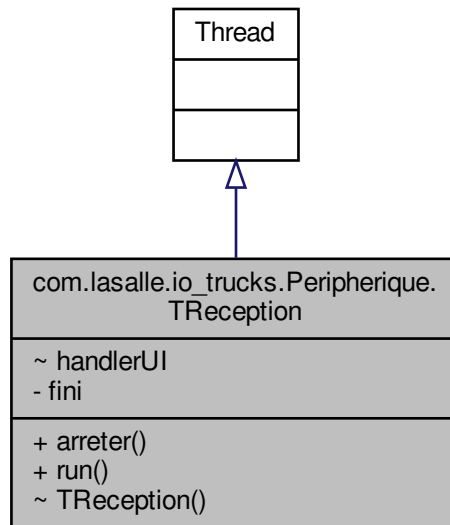 Thread
com.lasalle.io_trucks.Peripherique.
TReception
~ handlerUI
- fini
+ arreter()
+ run()
~ TReception()